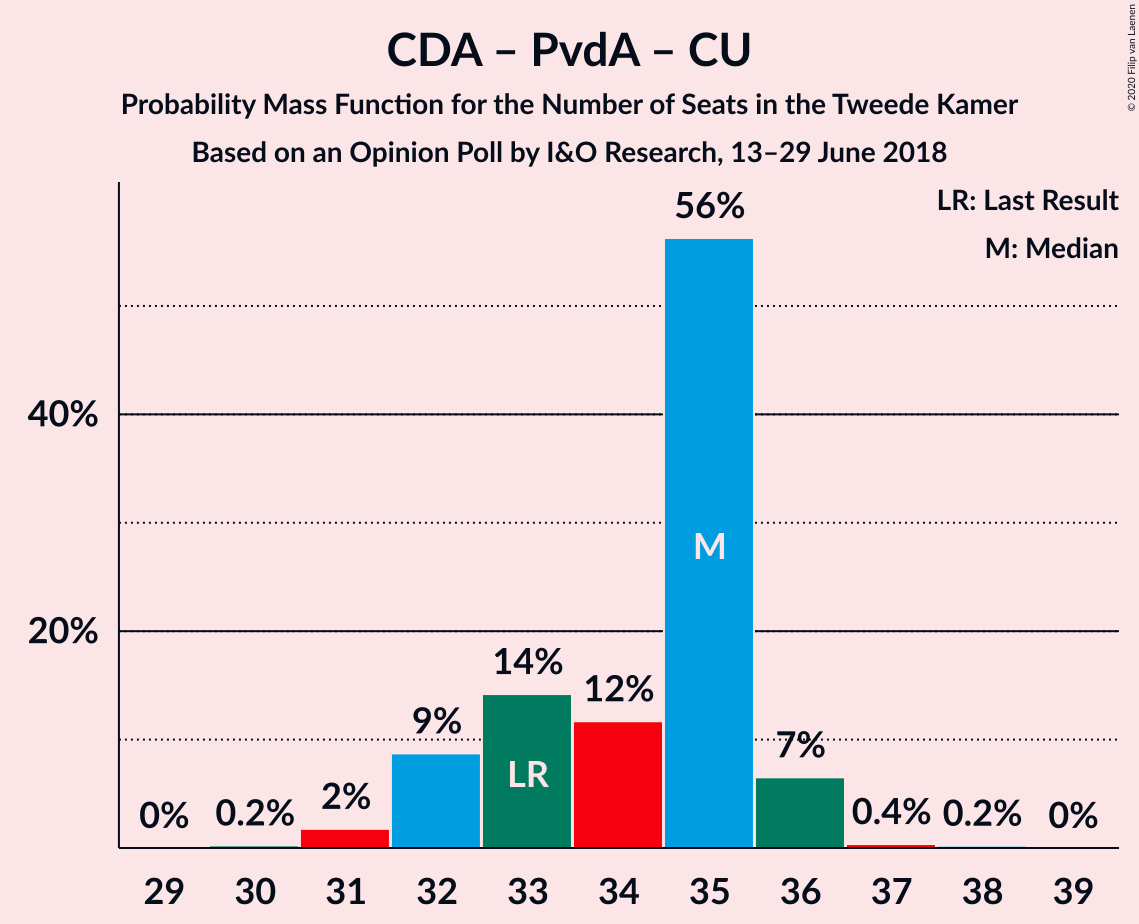 CDA – PvdA – CU
Probability Mass Function for the Number of Seats in the Tweede Kamer
Based on an Opinion Poll by I&O Research, 13–29 June 2018
© 2020 Filip van Laenen
LR: Last Result
M: Median
56%
40%
M
20%
14%
12%
9%
7%
LR
2%
0%
0.2%
0.4%
0.2%
0%
29 30 31 32 33 34 35 36 37 38 39